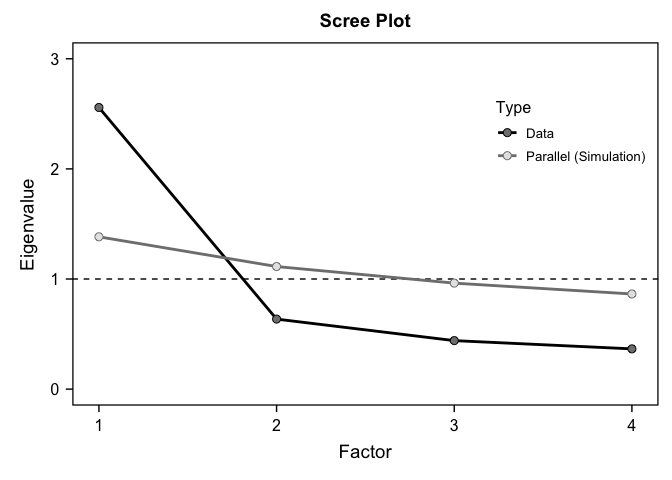 Scree Plot
3
Type
Data
Parallel (Simulation)
2
Eigenvalue
1
0
1 2 3 4
Factor